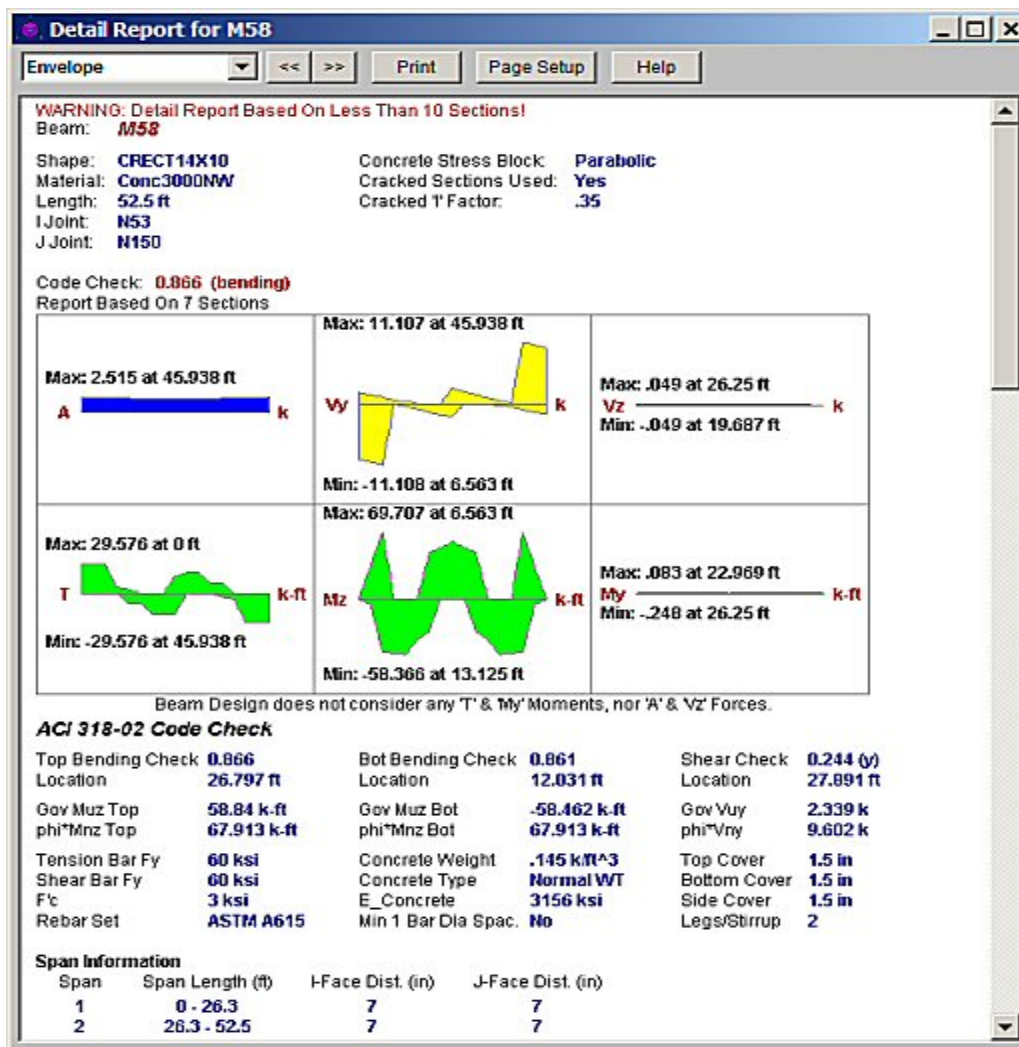 Detail Report for M58
Envelope << >> Print Page Setup Help
WARNING: Detail Report Based On Less Than 10 Sections!
Beam: M58
Shape: CRECT14X10 Concrete Stress Block: Parabolic
Material: Conc3000NW Cracked Sections Used: Yes
Length: 52.5 ft Cracked 'I' Factor: .35
I Joint: N53
J Joint: N150
Code Check: 0.866 (bending)
Report Based On 7 Sections
Max: 2.515 at 45.938 ft
A k
Max: 11.107 at 45.938 ft
Vy k
Min: -11.108 at 6.563 ft
Max: .049 at 26.25 ft
Vz k
Min: -.049 at 19.687 ft
Max: 29.576 at 0 ft
T k-ft
Min: -29.576 at 45.938 ft
Max: 69.707 at 6.563 ft
Mz k-ft
Min: -58.366 at 13.125 ft
Max: .083 at 22.969 ft
My k-ft
Min: -.248 at 26.25 ft
Beam Design does not consider any 'T' & 'My' Moments, nor 'A' & 'Vz' Forces.
ACI 318-02 Code Check
Top Bending Check 0.866 Bot Bending Check 0.861 Shear Check 0.244 (y)
Location 26.797 ft Location 12.031 ft Location 27.891 ft
Gov Muz Top 58.84 k-ft Gov Muz Bot -58.462 k-ft Gov Vuy 2.339 k
phi*Mnz Top 67.913 k-ft phi*Mnz Bot 67.913 k-ft phi*Vny 9.602 k
Tension Bar Fy 60 ksi Concrete Weight .145 k/ft^3 Top Cover 1.5 in
Shear Bar Fy 60 ksi Concrete Type Normal WT Bottom Cover 1.5 in
F'c 3 ksi E_Concrete 3156 ksi Side Cover 1.5 in
Rebar Set ASTM A615 Min 1 Bar Dia Spac. No Legs/Stirrup 2
Span Information
Span Span Length (ft) I-Face Dist. (in) J-Face Dist. (in)
1 0 - 26.3 7 7
2 26.3 - 52.5 7 7